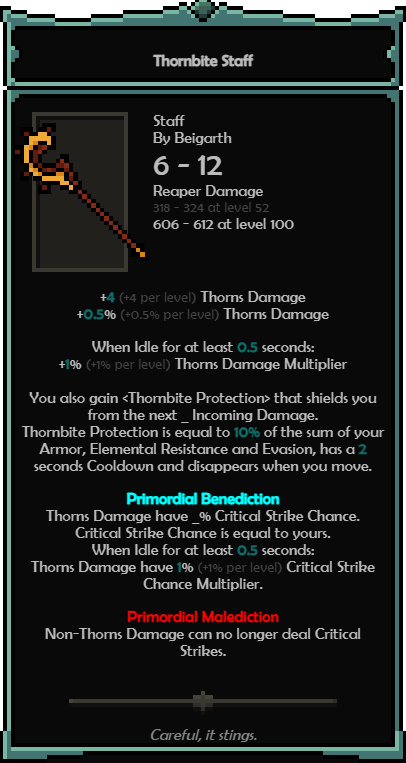 Thornbite Staff
Staff
By Beigarth
6 - 12
Reaper Damage
318 - 324 at level 52
606 - 612 at level 100
+4 (+4 per level) Thorns Damage
+0.5% (+0.5% per level) Thorns Damage
When Idle for at least 0.5 seconds:
+1% (+1% per level) Thorns Damage Multiplier
You also gain <Thornbite Protection> that shields you
from the next _ Incoming Damage.
Thornbite Protection is equal to 10% of the sum of your
Armor, Elemental Resistance and Evasion, has a 2
seconds Cooldown and disappears when you move.
Primordial Benediction
Thorns Damage have _% Critical Strike Chance.
Critical Strike Chance is equal to yours.
When Idle for at least 0.5 seconds:
Thorns Damage have 1% (+1% per level) Critical Strike
Chance Multiplier.
Primordial Malediction
Non-Thorns Damage can no longer deal Critical
Strikes.
Careful, it stings.